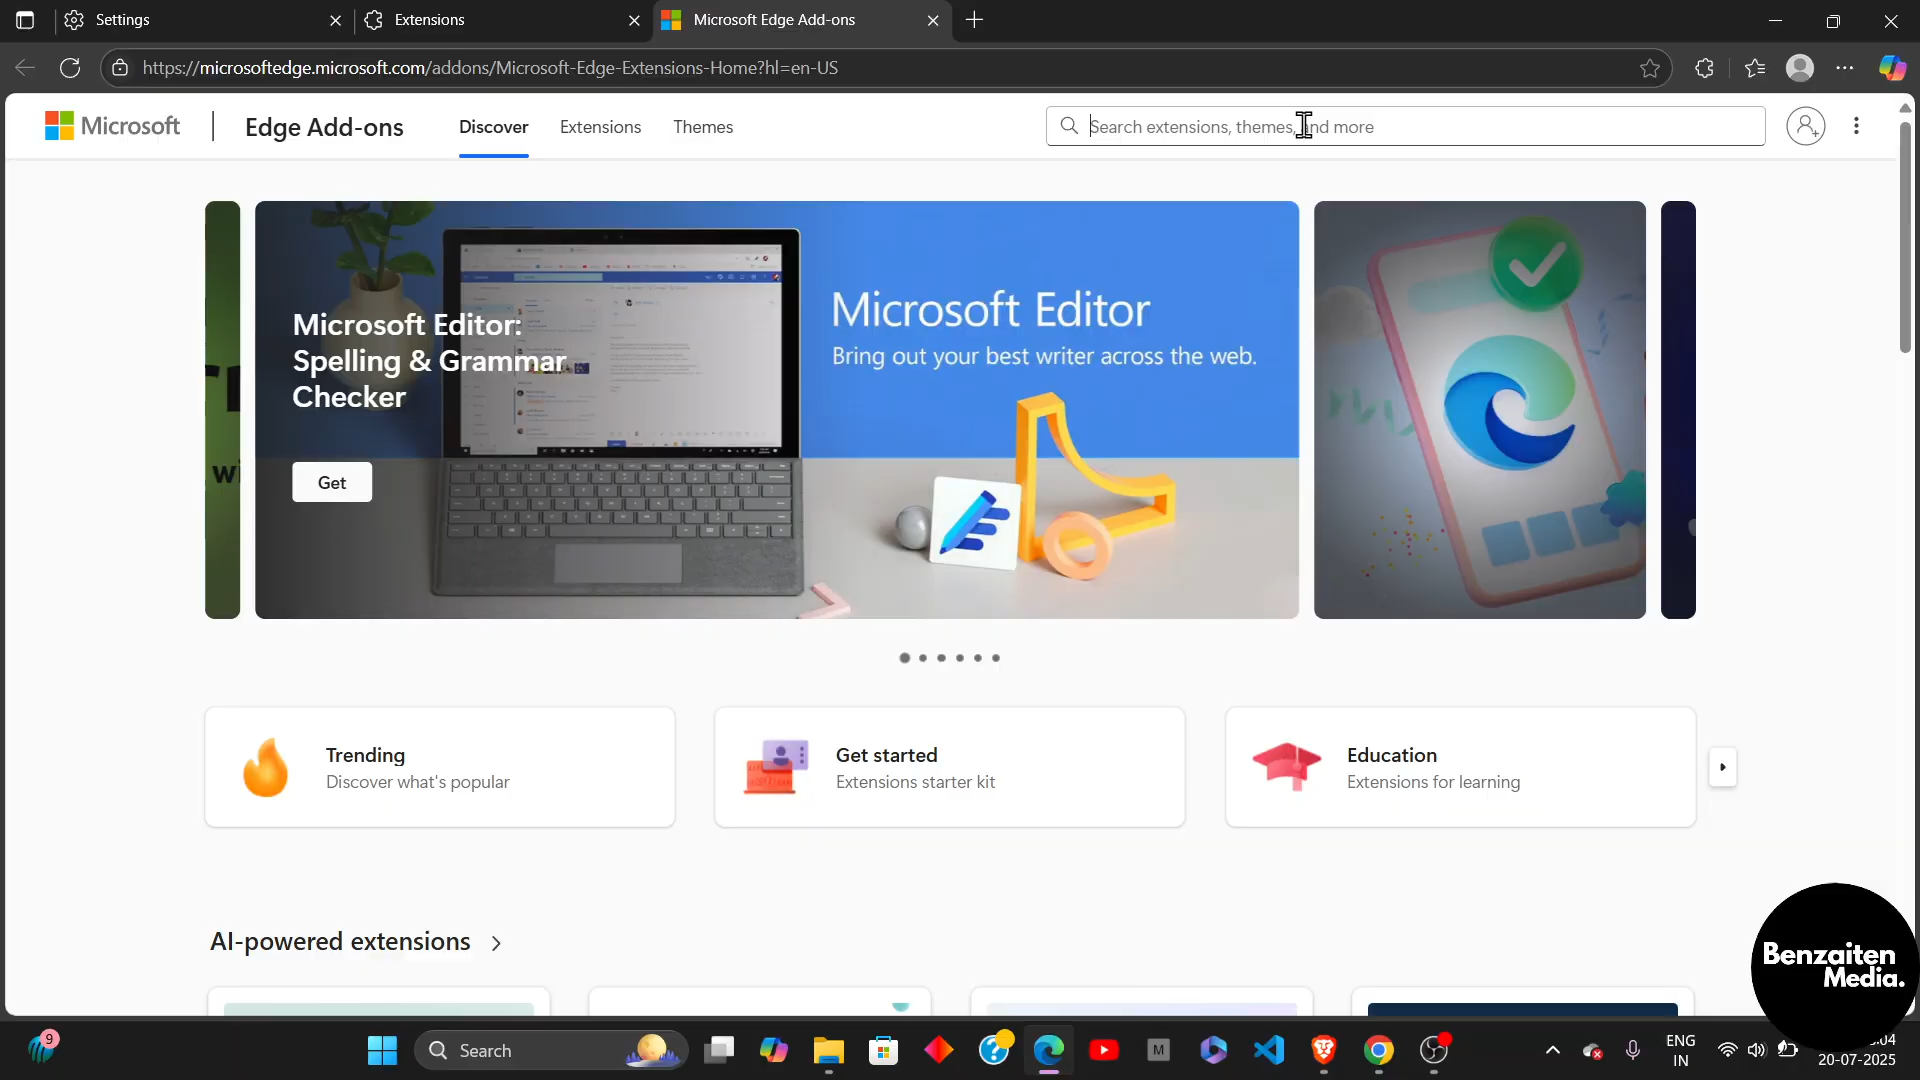 Settings
Extensions
Microsoft Edge Add-ons
https://microsoftedge.microsoft.com/addons/Microsoft-Edge-Extensions-Home?hl=en-US
Microsoft
Edge Add-ons
Discover
Extensions
Themes
Search extensions, themes, and more
Microsoft Editor:
Spelling & Grammar
Checker
Get
Microsoft Editor
Bring out your best writer across the web.
Trending
Discover what's popular
Get started
Extensions starter kit
Education
Extensions for learning
AI-powered extensions
Benzaiten
Media.
9
Search
M
ENG
IN
20-07-2025